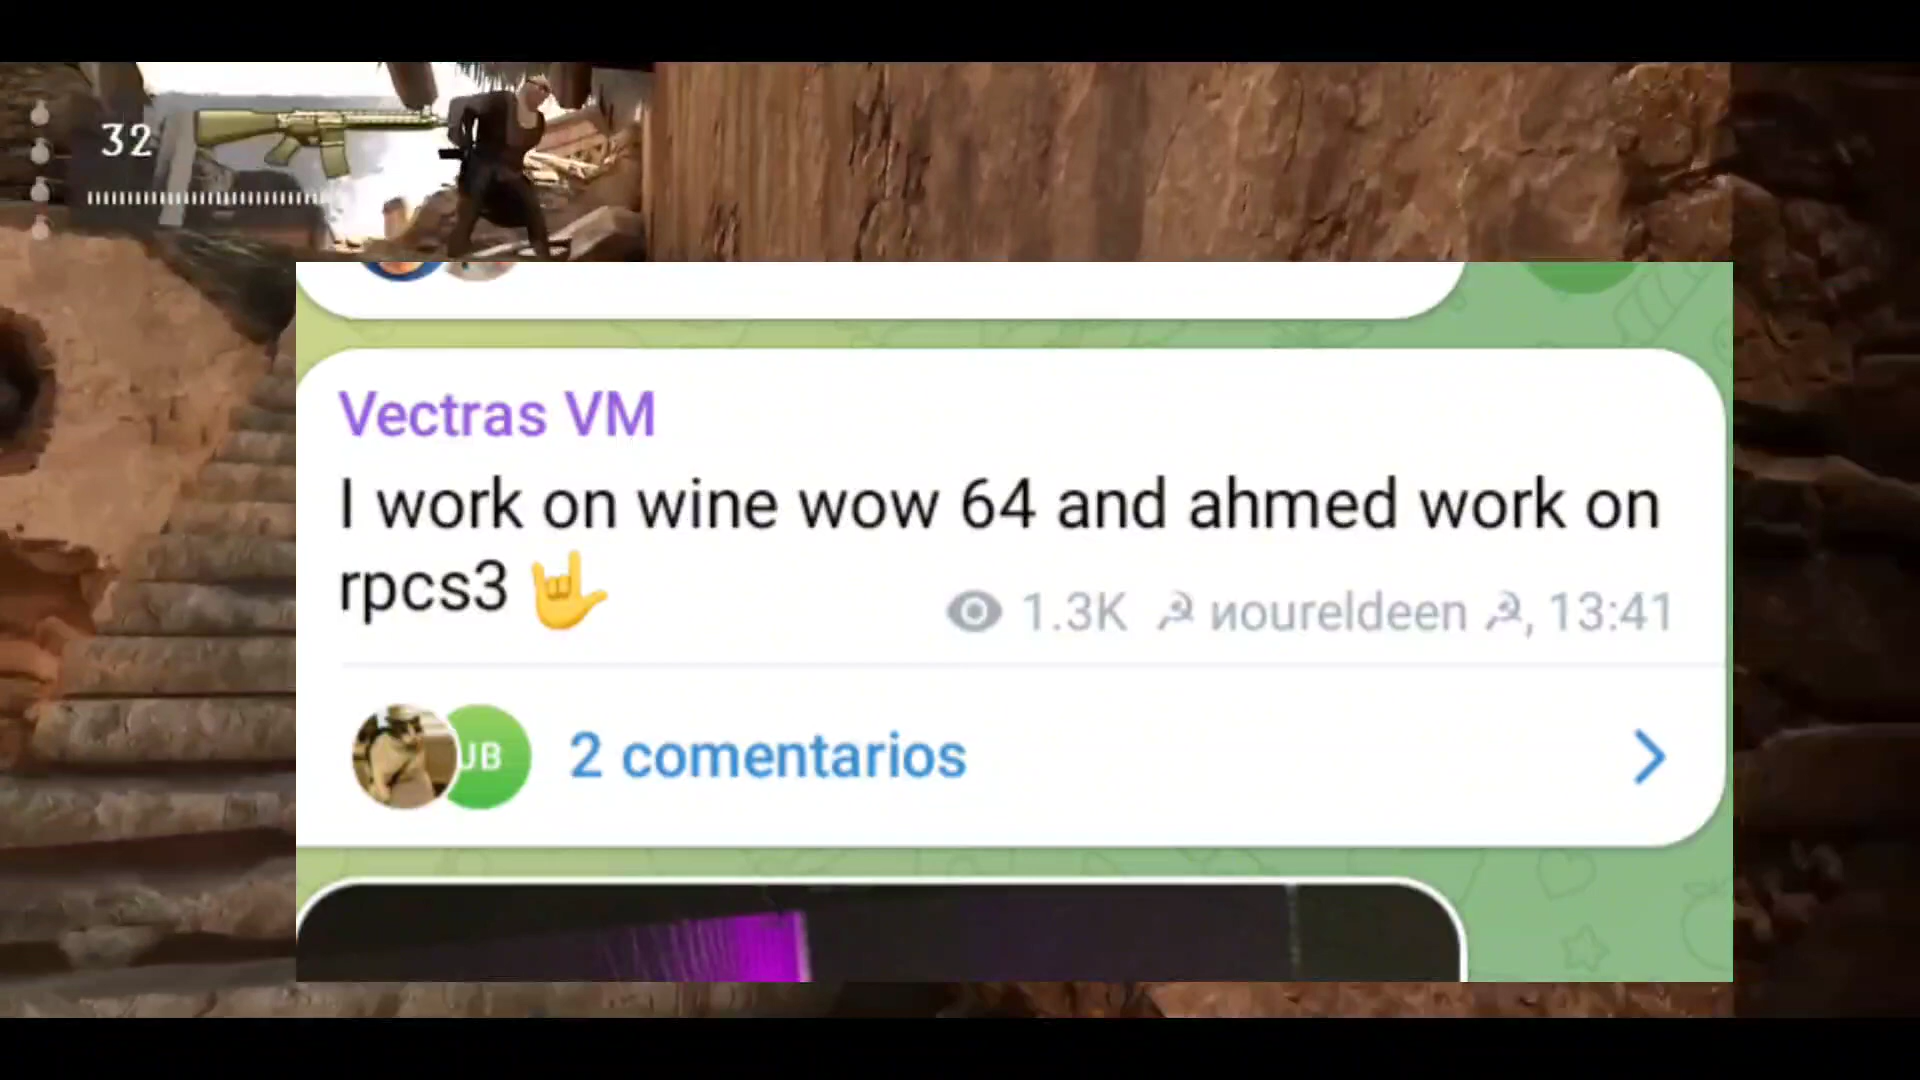 32
Vectras VM
I work on wine wow 64 and ahmed work on
rpcs3 🤟
1.3K ☭ иoureldeen ☭, 13:41
JB
2 comentarios